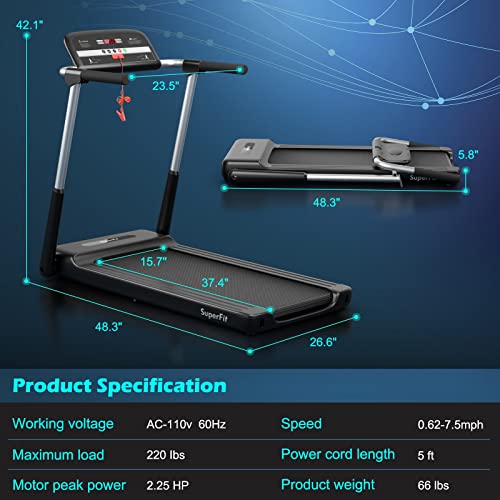 42.1"
23.5"
5.8"
SuperFit
48.3"
15.7"
37.4"
SuperFit
48.3"
26.6"
Product Specification
Working voltage AC-110v 60Hz Speed 0.62-7.5mph
Maximum load 220 lbs Power cord length 5 ft
Motor peak power 2.25 HP Product weight 66 lbs